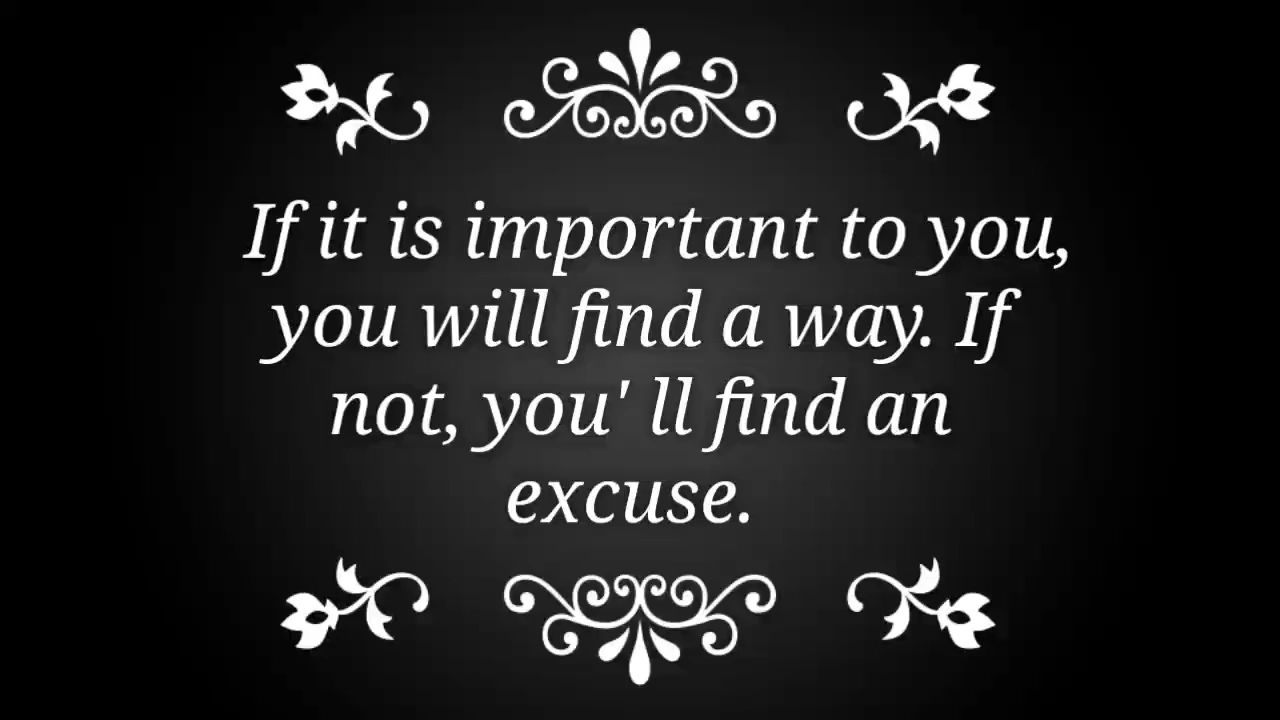 If it is important to you,
you will find a way. If
not, you' ll find an
excuse.